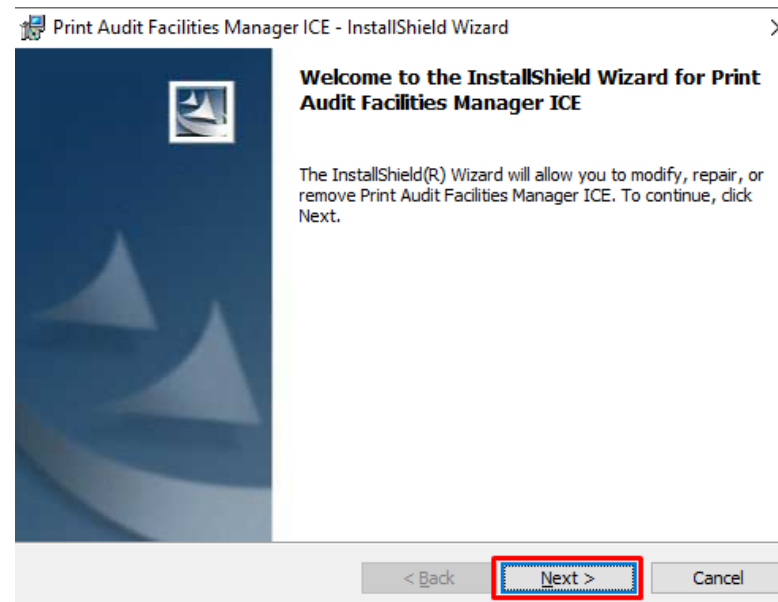 Print Audit Facilities Manager ICE - InstallShield Wizard
Welcome to the InstallShield Wizard for Print
Audit Facilities Manager ICE
The InstallShield(R) Wizard will allow you to modify, repair, or
remove Print Audit Facilities Manager ICE. To continue, click
Next.
< Back Next > Cancel